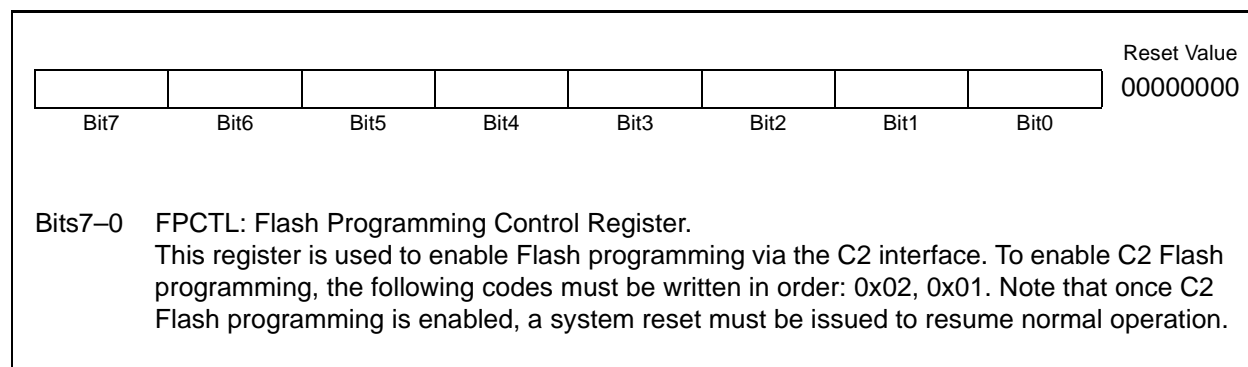 Reset Value
00000000
Bit7 Bit6 Bit5 Bit4 Bit3 Bit2 Bit1 Bit0
Bits7–0 FPCTL: Flash Programming Control Register.
This register is used to enable Flash programming via the C2 interface. To enable C2 Flash
programming, the following codes must be written in order: 0x02, 0x01. Note that once C2
Flash programming is enabled, a system reset must be issued to resume normal operation.